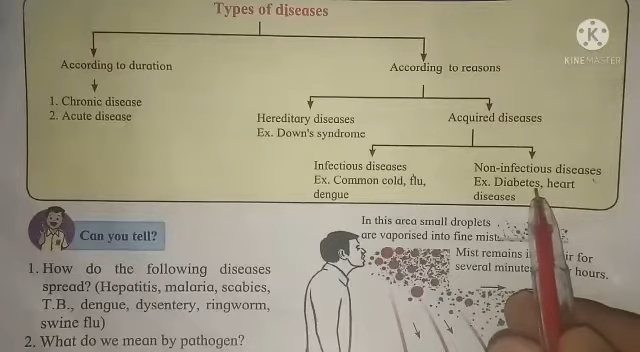 Types of diseases
K
KINEMASTER
According to duration
According to reasons
1. Chronic disease
2. Acute disease
Hereditary diseases
Ex. Down's syndrome
Acquired diseases
Infectious diseases
Ex. Common cold, flu,
dengue
Non-infectious diseases
Ex. Diabetes, heart
diseases
Can you tell?
1. How do the following diseases
spread? (Hepatitis, malaria, scabies,
T.B., dengue, dysentery, ringworm,
swine flu)
2. What do we mean by pathogen?
In this area small droplets
are vaporised into fine mist.
Mist remains for
several hours.